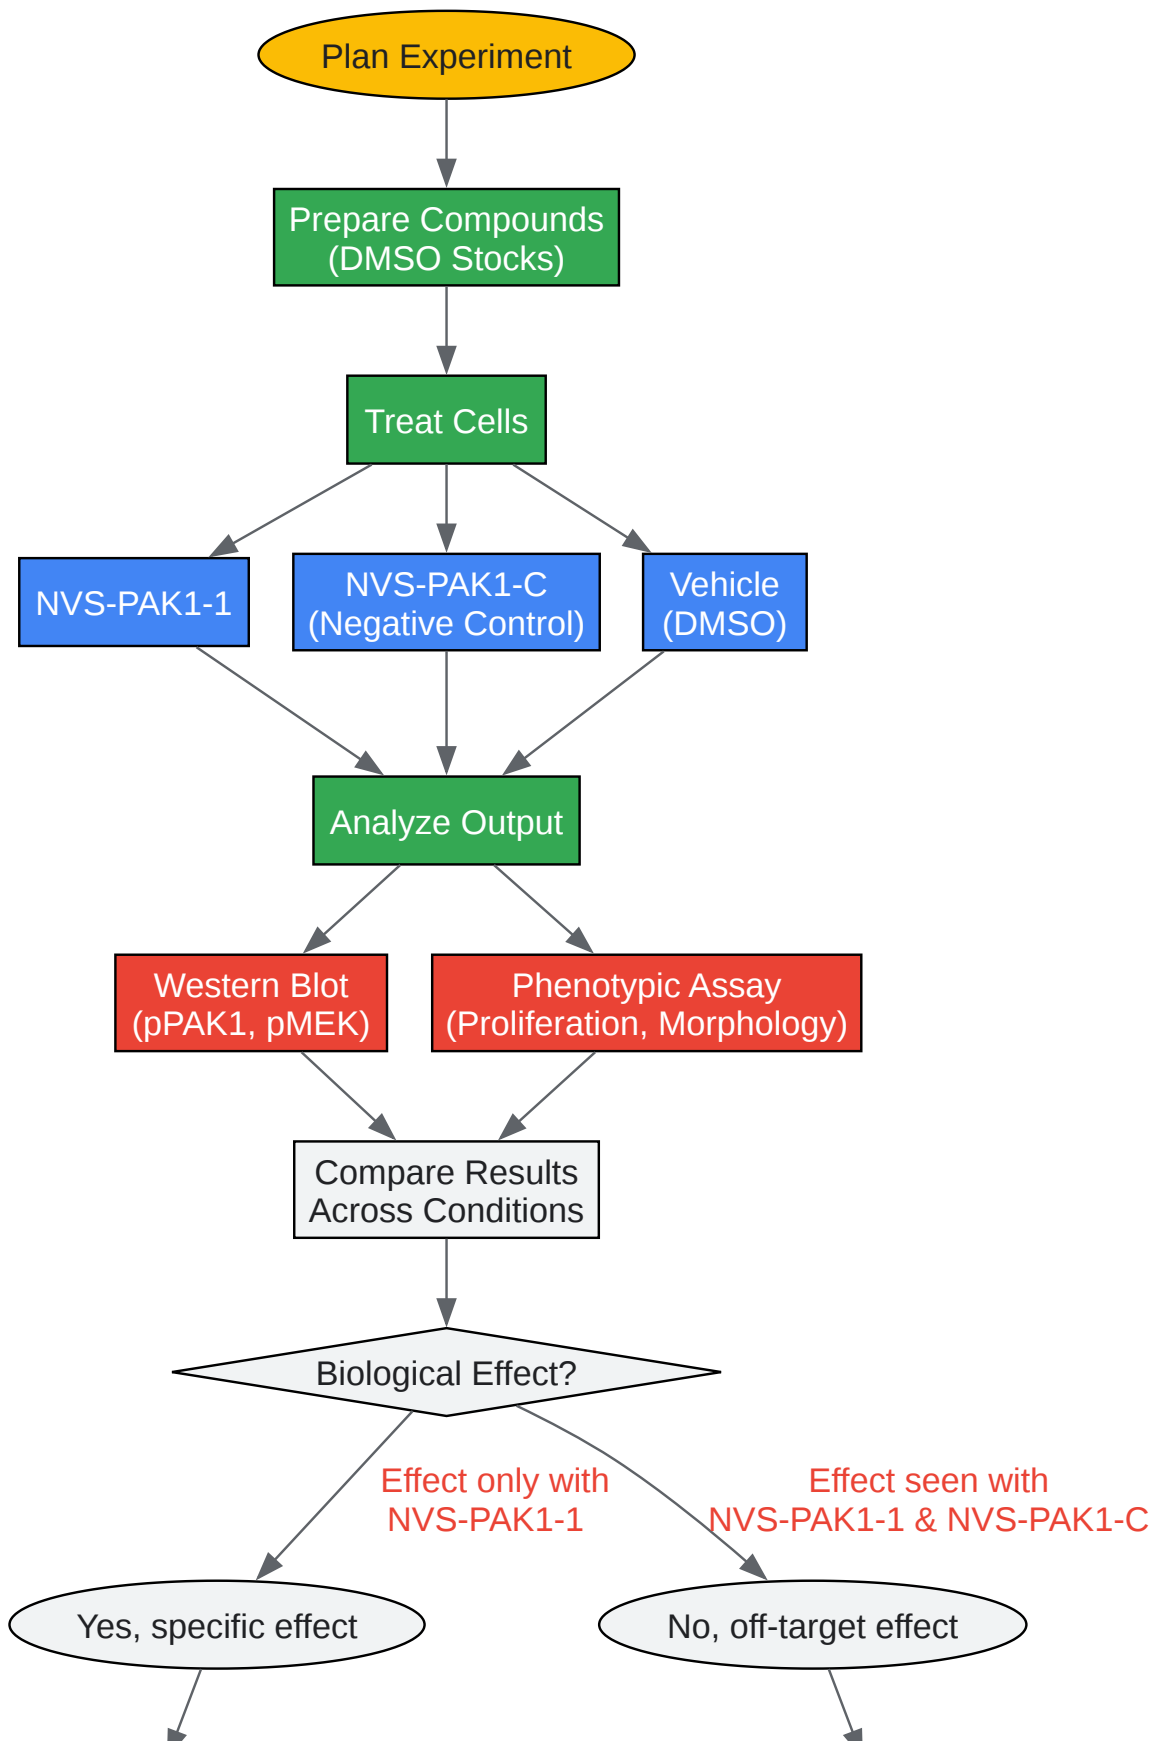 Plan Experiment
Prepare Compounds
(DMSO Stocks)
Treat Cells
NVS-PAK1-1
NVS-PAK1-C
(Negative Control)
Vehicle
(DMSO)
Analyze Output
Western Blot
(pPAK1, pMEK)
Phenotypic Assay
(Proliferation, Morphology)
Compare Results
Across Conditions
Biological Effect?
Effect only with
NVS-PAK1-1
Effect seen with
NVS-PAK1-1 & NVS-PAK1-C
Yes, specific effect
No, off-target effect